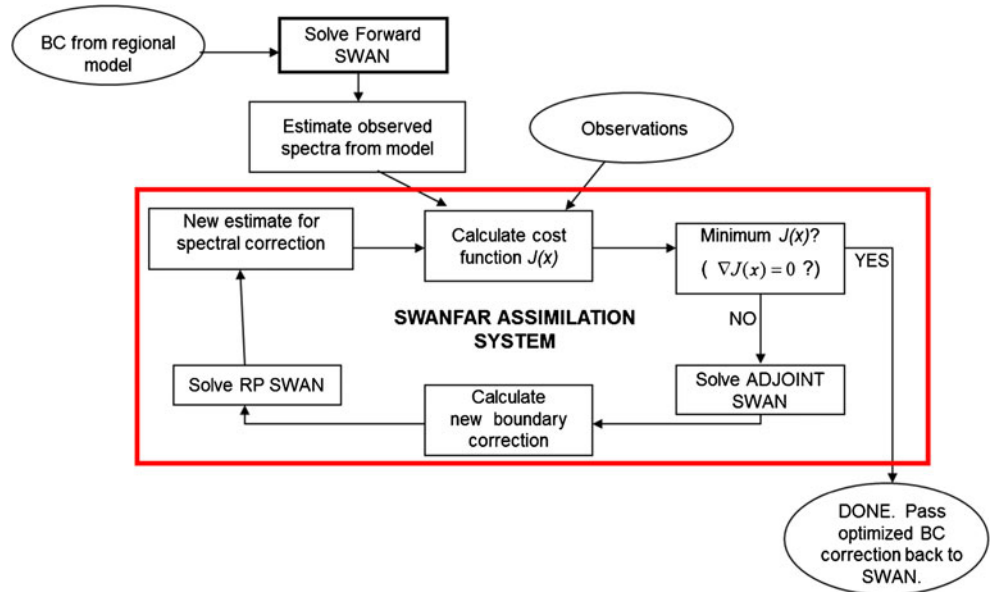 BC from regional
model
Solve Forward
SWAN
Estimate observed
spectra from model
Observations
New estimate for
spectral correction
Calculate cost
function J(x)
Minimum J(x)?
( ∇J(x) = 0 ?)
YES
NO
SWANFAR ASSIMILATION
SYSTEM
Solve RP SWAN
Calculate
new boundary
correction
Solve ADJOINT
SWAN
DONE. Pass
optimized BC
correction back to
SWAN.